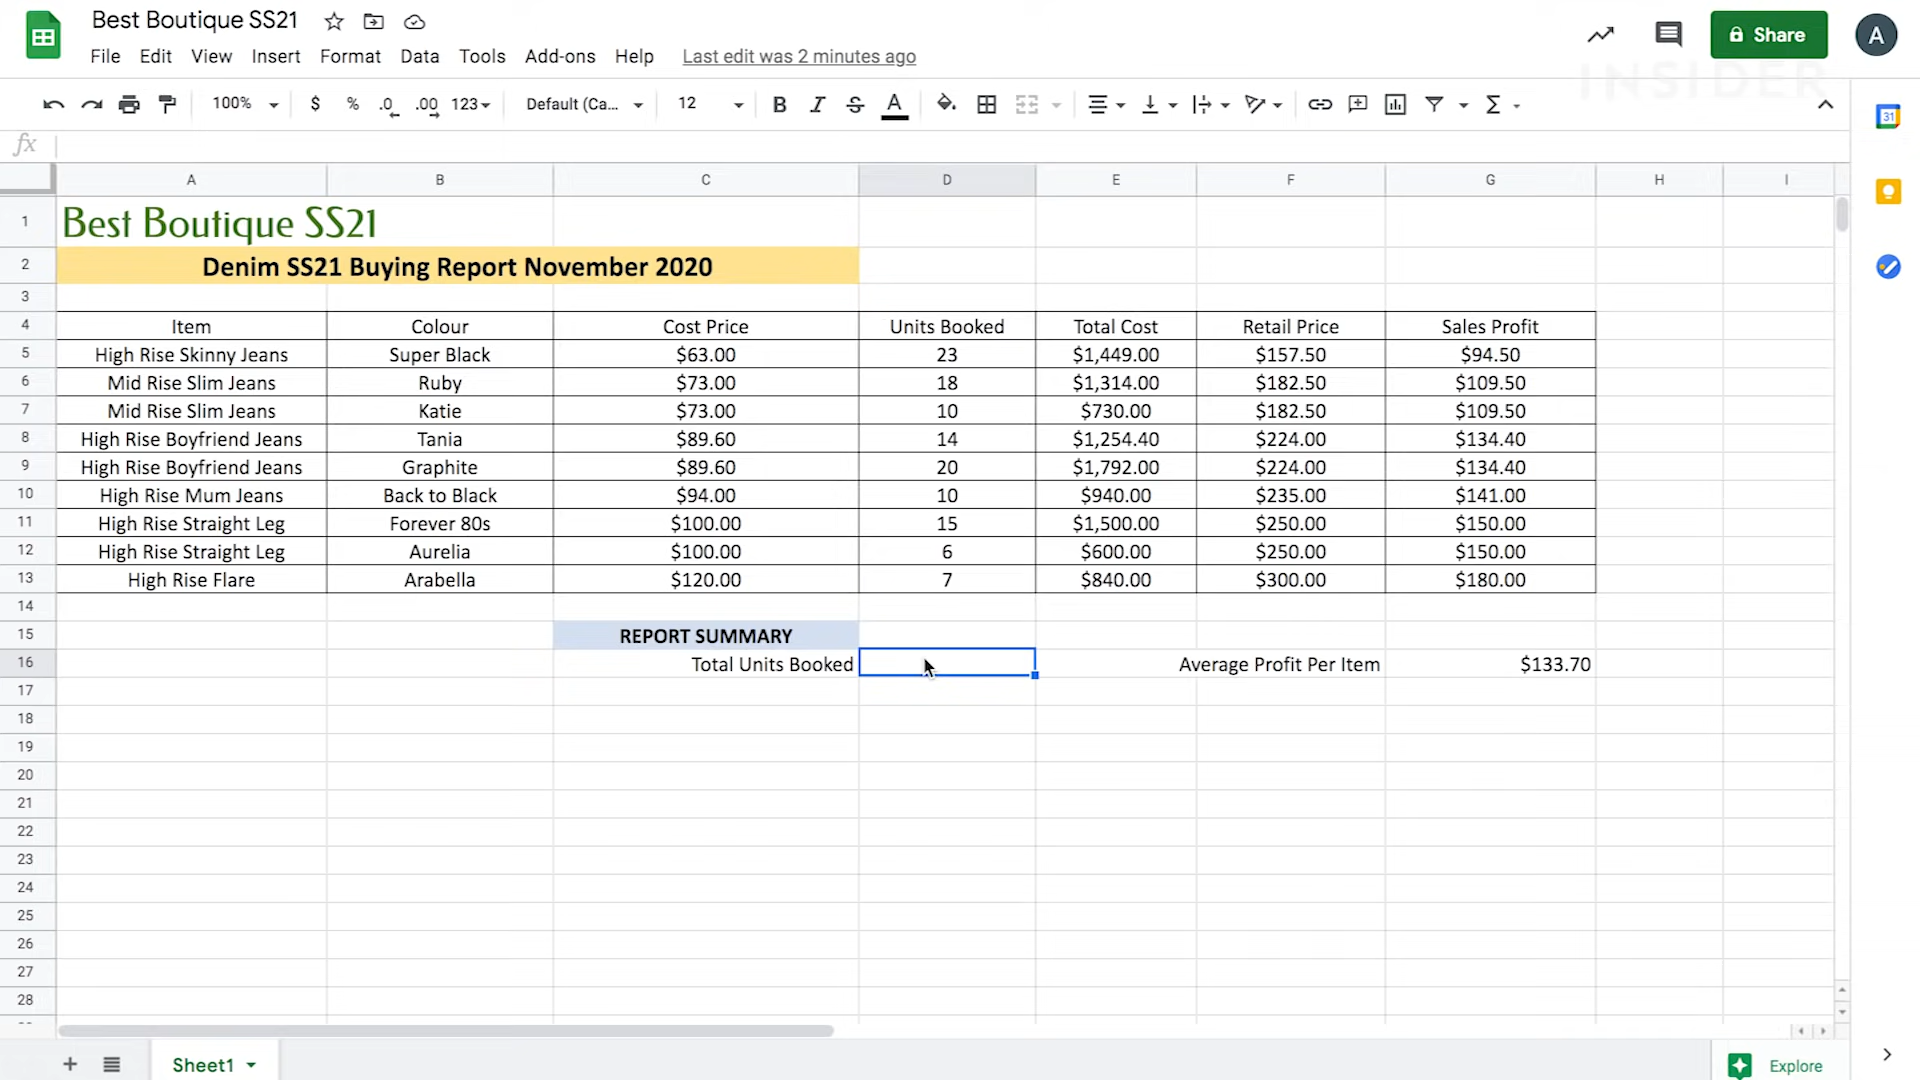 Best Boutique SS21
File Edit View Insert Format Data Tools Add-ons Help Last edit was 2 minutes ago
Share
A
INSIDER
100% $ % .0 .00 123 Default (Ca... 12 B I S A Σ
31
fx
A B C D E F G H I
1 Best Boutique SS21
2 Denim SS21 Buying Report November 2020
3
4 Item Colour Cost Price Units Booked Total Cost Retail Price Sales Profit
5 High Rise Skinny Jeans Super Black $63.00 23 $1,449.00 $157.50 $94.50
6 Mid Rise Slim Jeans Ruby $73.00 18 $1,314.00 $182.50 $109.50
7 Mid Rise Slim Jeans Katie $73.00 10 $730.00 $182.50 $109.50
8 High Rise Boyfriend Jeans Tania $89.60 14 $1,254.40 $224.00 $134.40
9 High Rise Boyfriend Jeans Graphite $89.60 20 $1,792.00 $224.00 $134.40
10 High Rise Mum Jeans Back to Black $94.00 10 $940.00 $235.00 $141.00
11 High Rise Straight Leg Forever 80s $100.00 15 $1,500.00 $250.00 $150.00
12 High Rise Straight Leg Aurelia $100.00 6 $600.00 $250.00 $150.00
13 High Rise Flare Arabella $120.00 7 $840.00 $300.00 $180.00
14
15 REPORT SUMMARY
16 Total Units Booked Average Profit Per Item $133.70
17
18
19
20
21
22
23
24
25
26
27
28
Sheet1 Explore